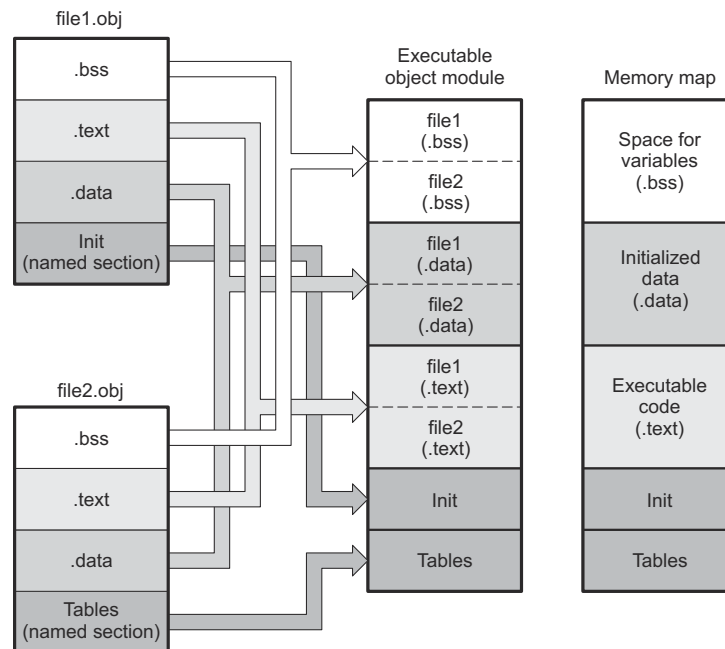 file1.obj
.bss
.text
.data
Init
(named section)
file2.obj
.bss
.text
.data
Tables
(named section)
Executable
object module
file1
(.bss)
file2
(.bss)
file1
(.data)
file2
(.data)
file1
(.text)
file2
(.text)
Init
Tables
Memory map
Space for
variables
(.bss)
Initialized
data
(.data)
Executable
code
(.text)
Init
Tables